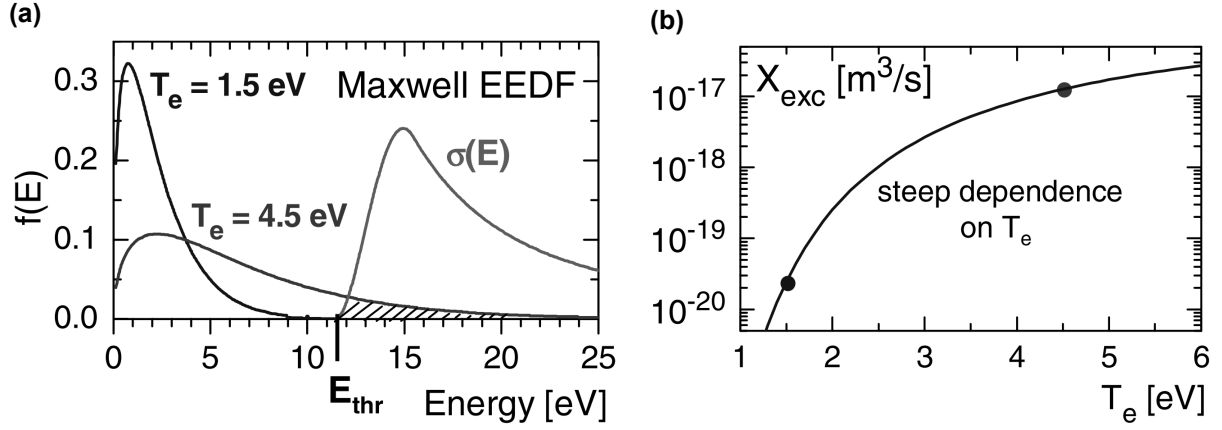 (a)
0.3
0.2
0.1
0.0
f(E)
T_e = 1.5 eV
Maxwell EEDF
σ(E)
T_e = 4.5 eV
0 5 10 15 20 25
E_thr
Energy [eV]
(b)
X_exc [m³/s]
10⁻¹⁷
10⁻¹⁸
10⁻¹⁹
10⁻²⁰
steep dependence
on T_e
1 2 3 4 5 6
T_e [eV]